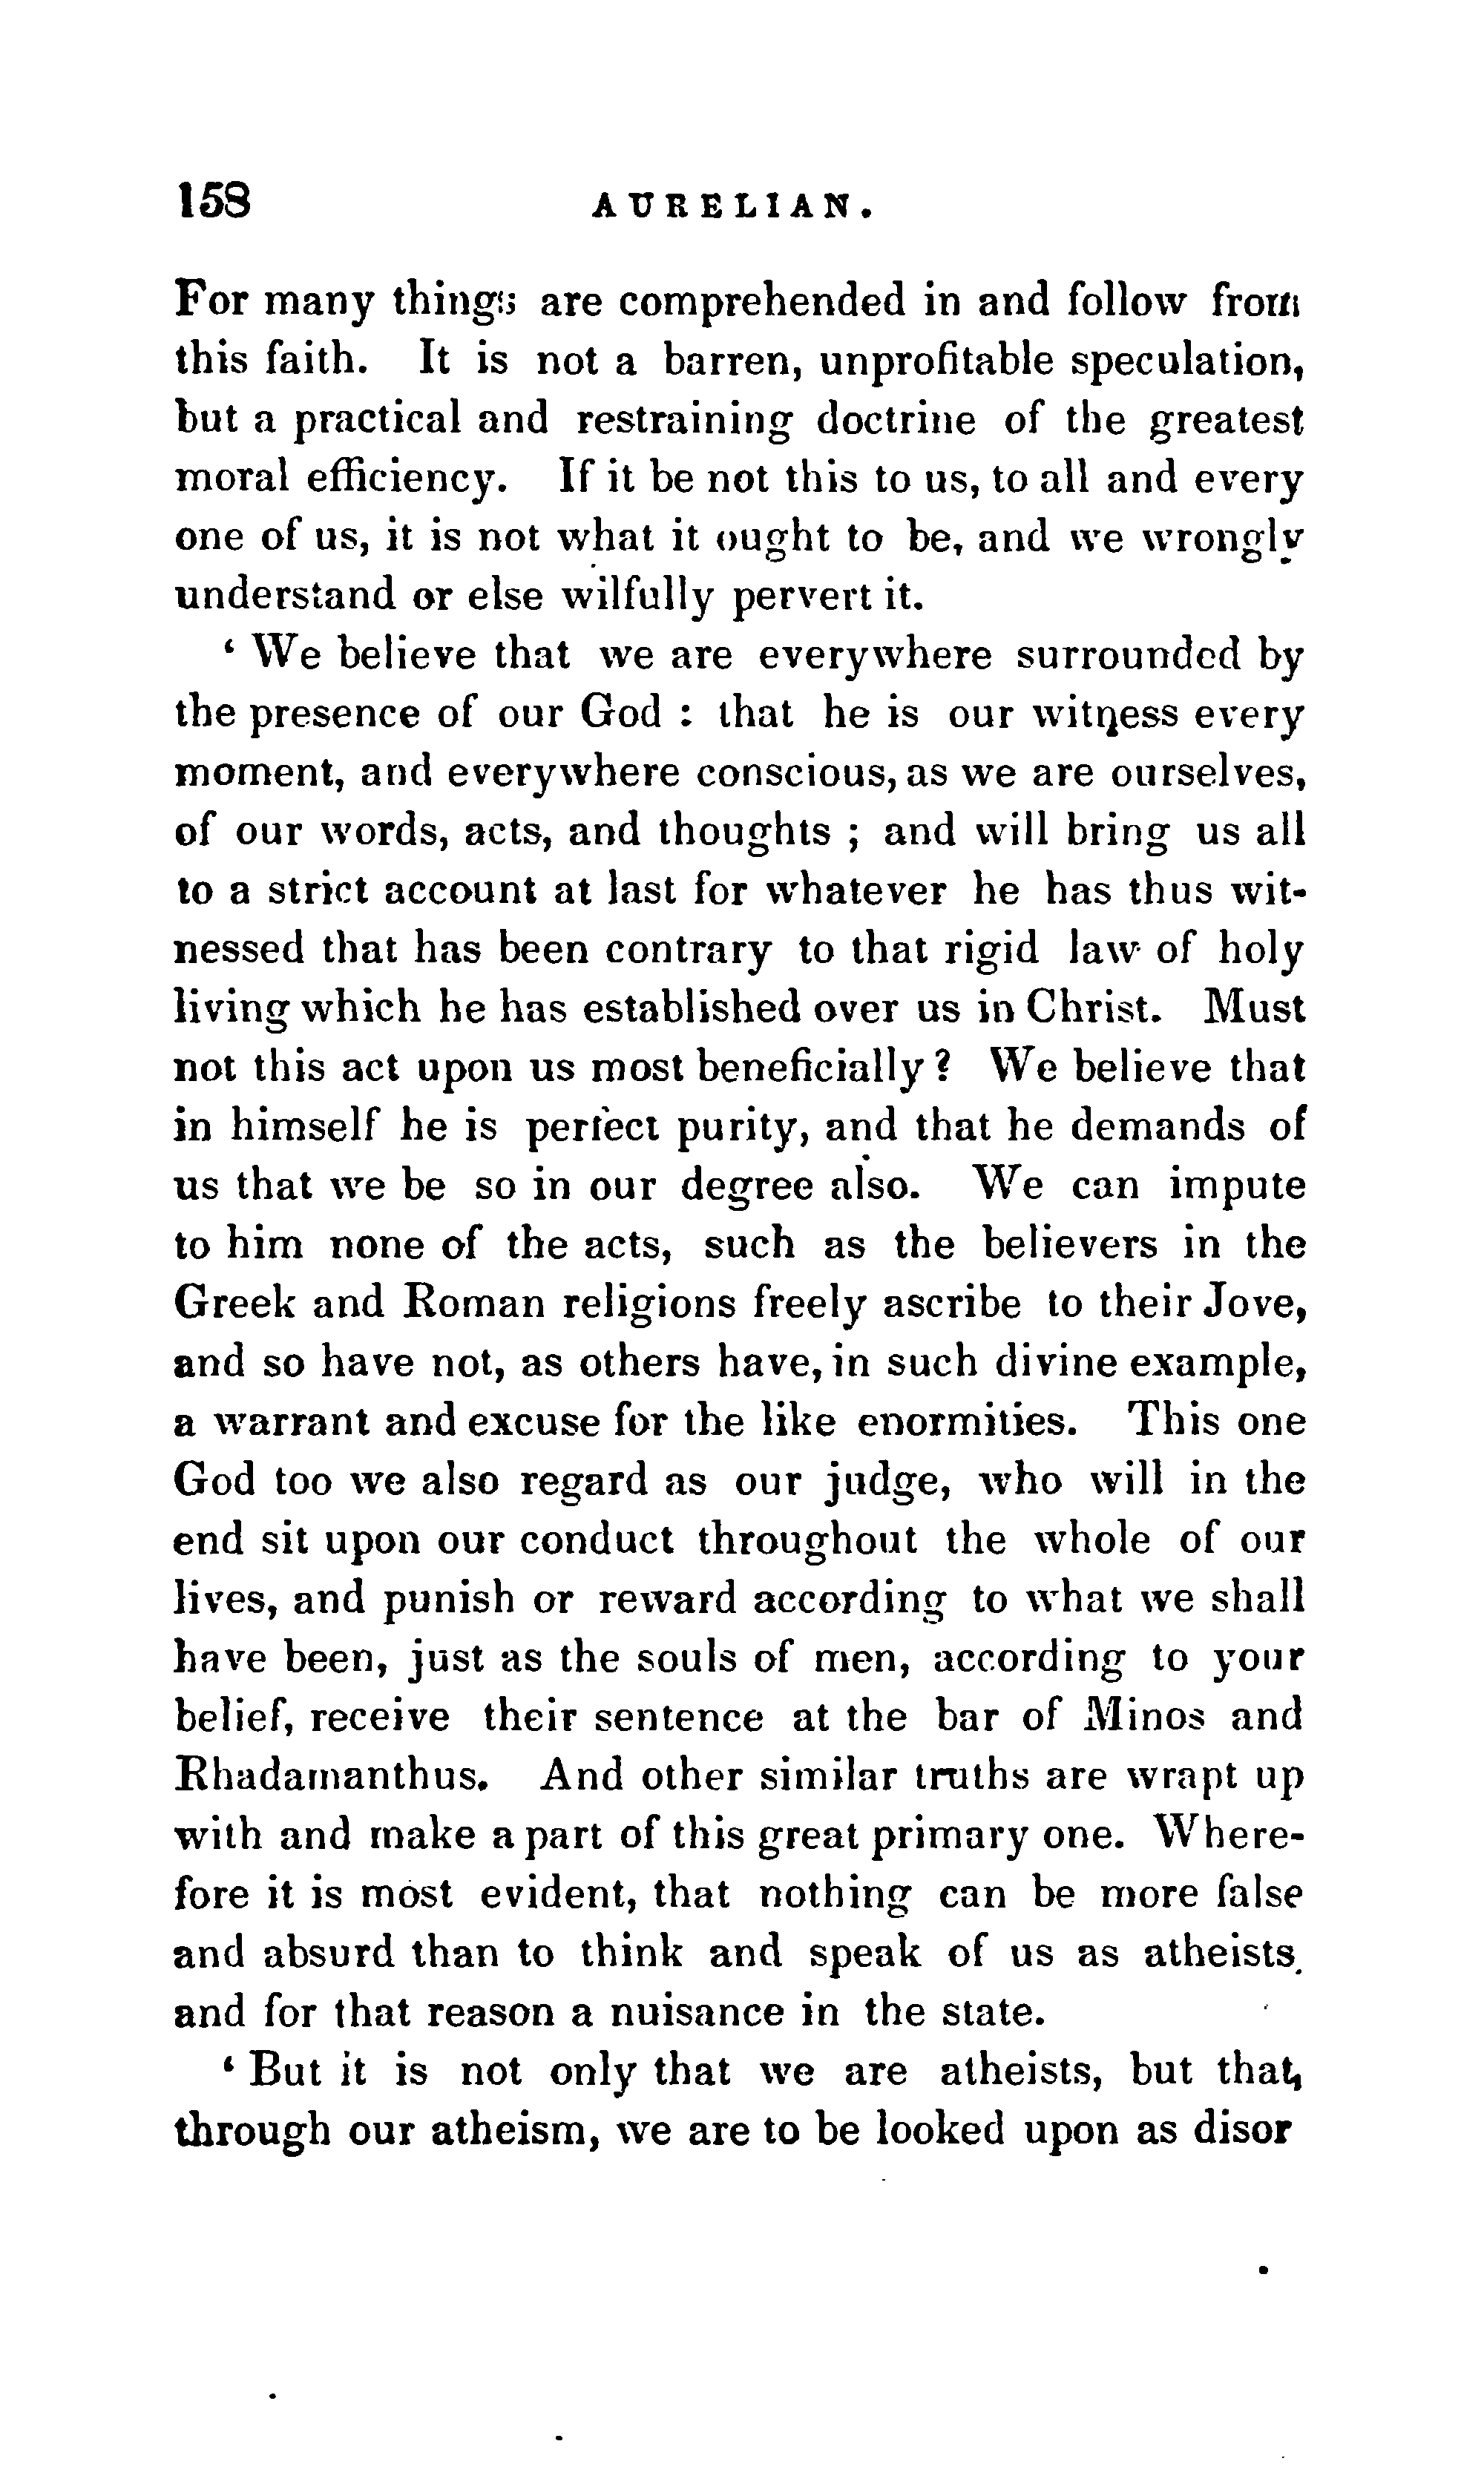 158 AURELIAN.
For many things are comprehended in and follow from
this faith. It is not a barren, unprofitable speculation,
but a practical and restraining doctrine of the greatest
moral efficiency. If it be not this to us, to all and every
one of us, it is not what it ought to be, and we wrongly
understand or else wilfully pervert it.
‘ We believe that we are everywhere surrounded by
the presence of our God : that he is our witness every
moment, and everywhere conscious, as we are ourselves,
of our words, acts, and thoughts ; and will bring us all
to a strict account at last for whatever he has thus wit-
nessed that has been contrary to that rigid law of holy
living which he has established over us in Christ. Must
not this act upon us most beneficially ? We believe that
in himself he is perfect purity, and that he demands of
us that we be so in our degree also. We can impute
to him none of the acts, such as the believers in the
Greek and Roman religions freely ascribe to their Jove,
and so have not, as others have, in such divine example,
a warrant and excuse for the like enormities. This one
God too we also regard as our judge, who will in the
end sit upon our conduct throughout the whole of our
lives, and punish or reward according to what we shall
have been, just as the souls of men, according to your
belief, receive their sentence at the bar of Minos and
Rhadamanthus. And other similar truths are wrapt up
with and make a part of this great primary one. Where-
fore it is most evident, that nothing can be more false
and absurd than to think and speak of us as atheists.
and for that reason a nuisance in the state.
‘ But it is not only that we are atheists, but that,
through our atheism, we are to be looked upon as disor